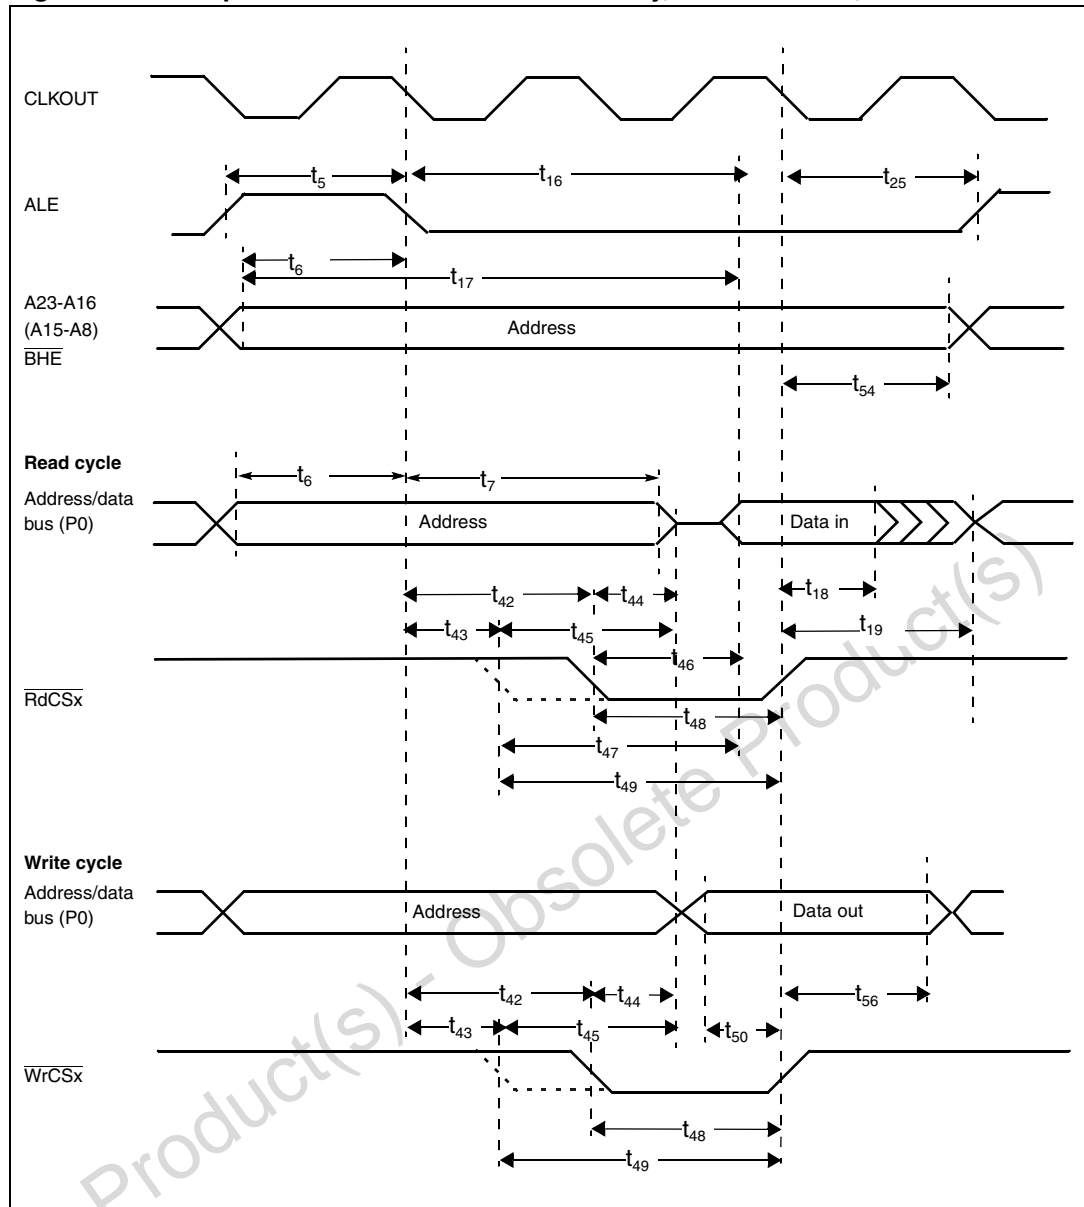 CLKOUT
t5
t16
t25
ALE
t6
t17
A23-A16
(A15-A8)
BHE
Address
t54
Read cycle
t6
t7
Address/data
bus (P0)
Address
Data in
t42
t44
t18
t43
t45
t19
t46
RdCSx
t48
t47
t49
Write cycle
Address/data
bus (P0)
Address
Data out
t42
t44
t56
t43
t45
t50
WrCSx
t48
t49
Product(s) - Obsolete Product(s)